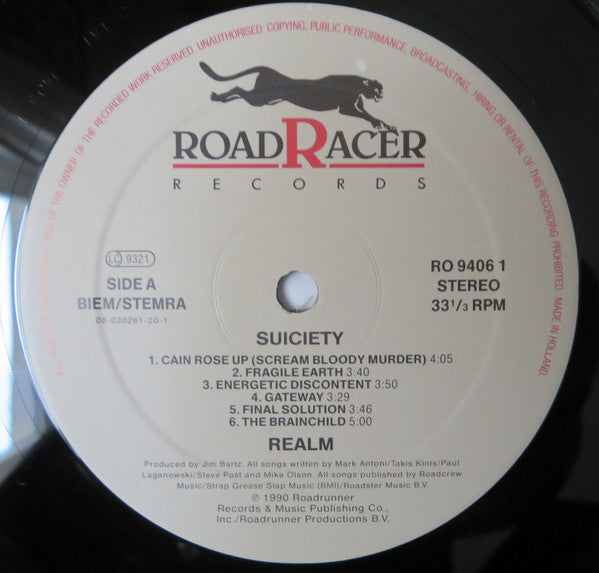 ALL RIGHTS OF THE PRODUCER AND OF THE OWNER OF THE RECORDED WORK RESERVED. UNAUTHORISED COPYING, PUBLIC PERFORMANCE, BROADCASTING, HIRING OR RENTAL OF THIS RECORDING PROHIBITED. MADE IN HOLLAND.
ROADRACER
RECORDS
LC 9321
SIDE A
BIEM/STEMRA
08-030261-20-1
RO 9406 1
STEREO
33 1/3 RPM
SUICIETY
1. CAIN ROSE UP (SCREAM BLOODY MURDER) 4:05
2. FRAGILE EARTH 3:40
3. ENERGETIC DISCONTENT 3:50
4. GATEWAY 3:29
5. FINAL SOLUTION 3:46
6. THE BRAINCHILD 5:00
REALM
Produced by Jim Bartz. All songs written by Mark Antoni/Takis Kinis/Paul
Laganowski/Steve Post and Mike Olson. All songs published by Roadcrew
Music/Strap Grease Slap Music (BMI)/Roadster Music B.V.
℗ 1990 Roadrunner
Records & Music Publishing Co.,
Inc./Roadrunner Productions B.V.